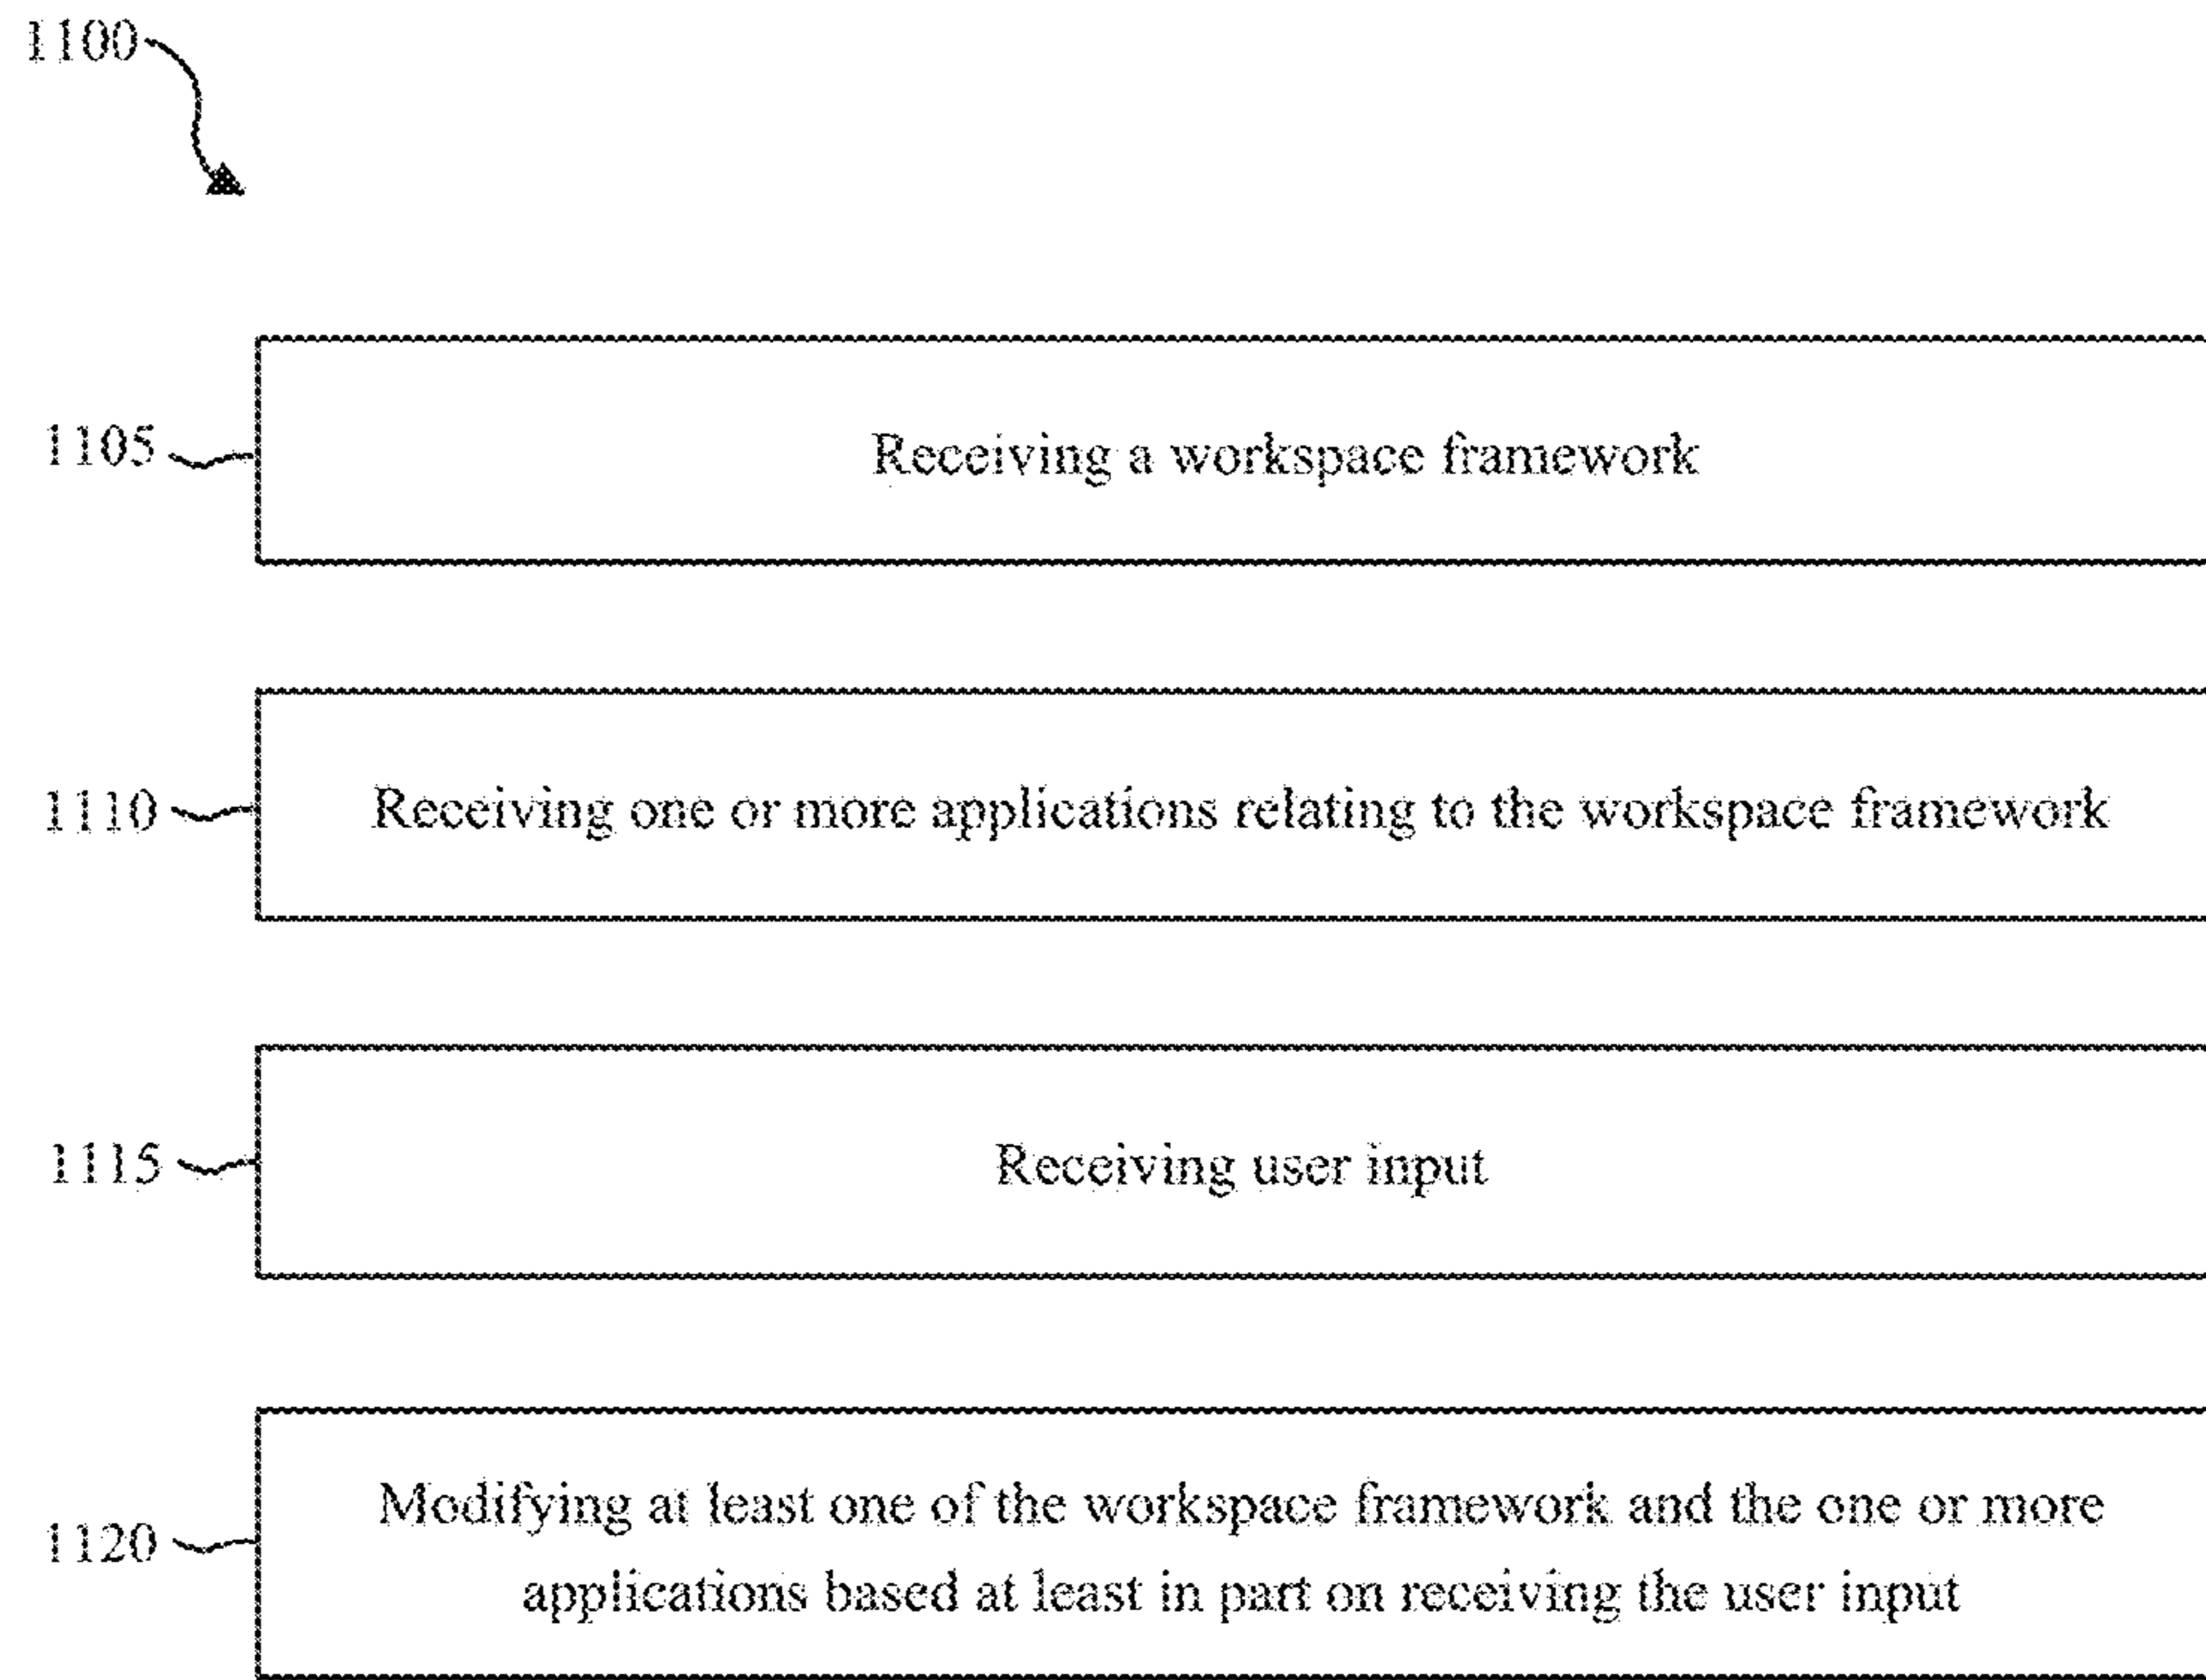 1100
1105
Receiving a workspace framework
1110
Receiving one or more applications relating to the workspace framework
1115
Receiving user input
1120
Modifying at least one of the workspace framework and the one or more
applications based at least in part on receiving the user input